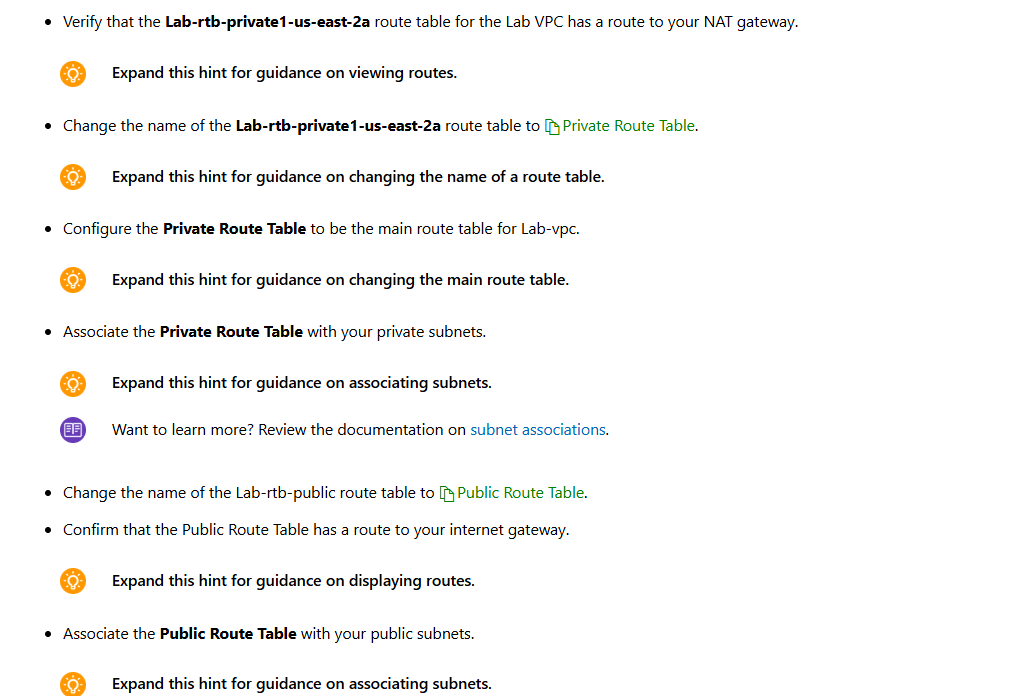 Verify that the Lab-rtb-private1-us-east-2a route table for the Lab VPC has a route to your NAT gateway.
Expand this hint for guidance on viewing routes.
Change the name of the Lab-rtb-private1-us-east-2a route table to Private Route Table.
Expand this hint for guidance on changing the name of a route table.
Configure the Private Route Table to be the main route table for Lab-vpc.
Expand this hint for guidance on changing the main route table.
Associate the Private Route Table with your private subnets.
Expand this hint for guidance on associating subnets.
Want to learn more? Review the documentation on subnet associations.
Change the name of the Lab-rtb-public route table to Public Route Table.
Confirm that the Public Route Table has a route to your internet gateway.
Expand this hint for guidance on displaying routes.
Associate the Public Route Table with your public subnets.
Expand this hint for guidance on associating subnets.